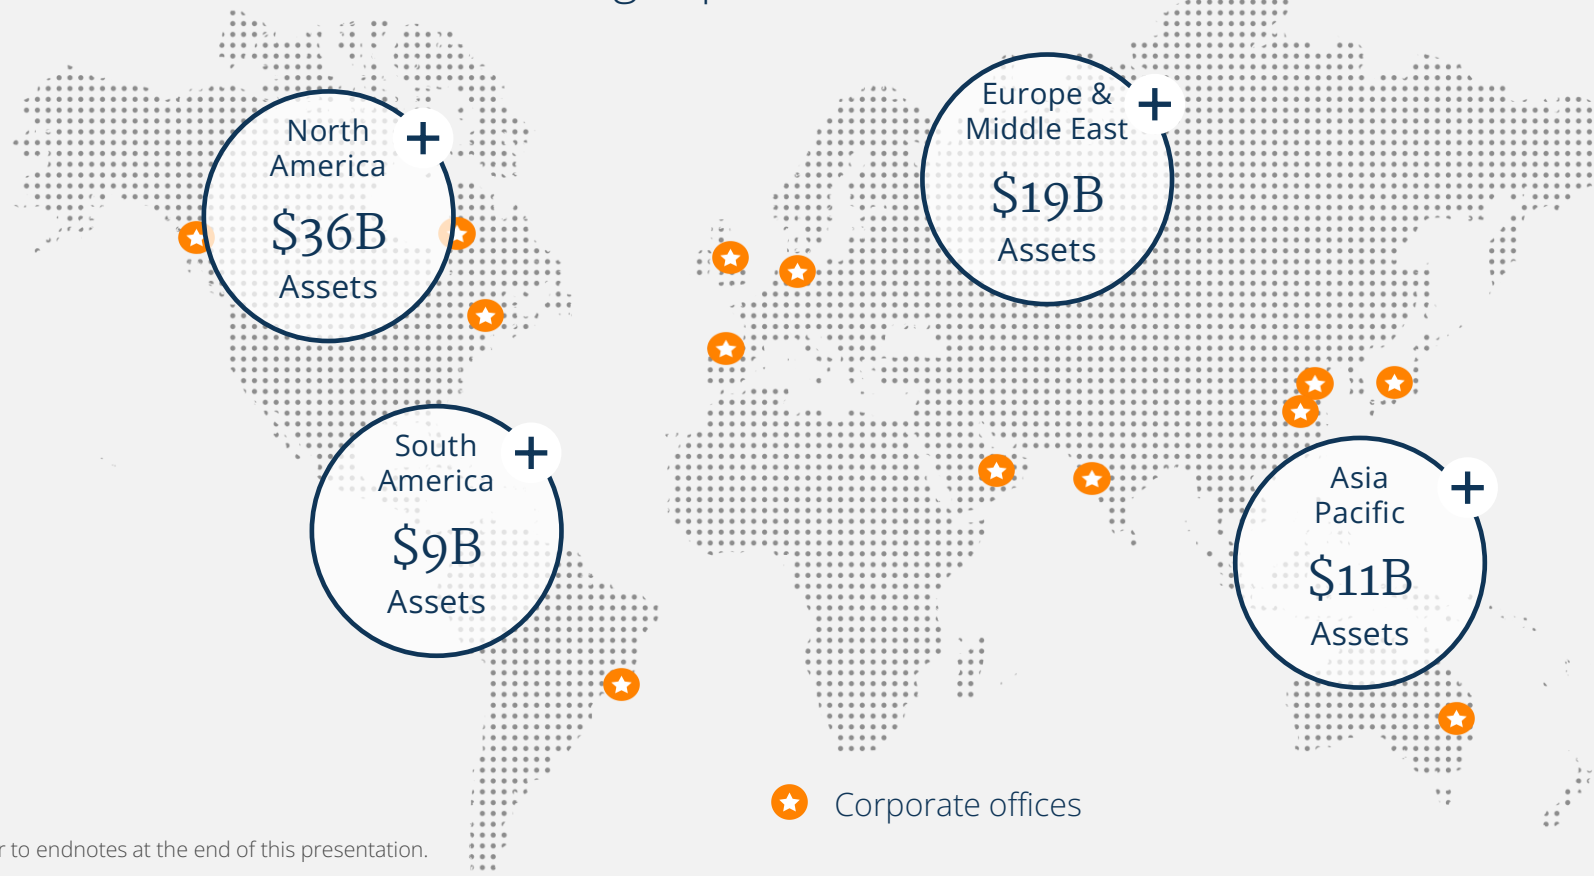 North
America
$36B
Assets
Europe &
Middle East
$19B
Assets
South
America
$9B
Assets
Asia
Pacific
$11B
Assets
Corporate offices
to endnotes at the end of this presentation.